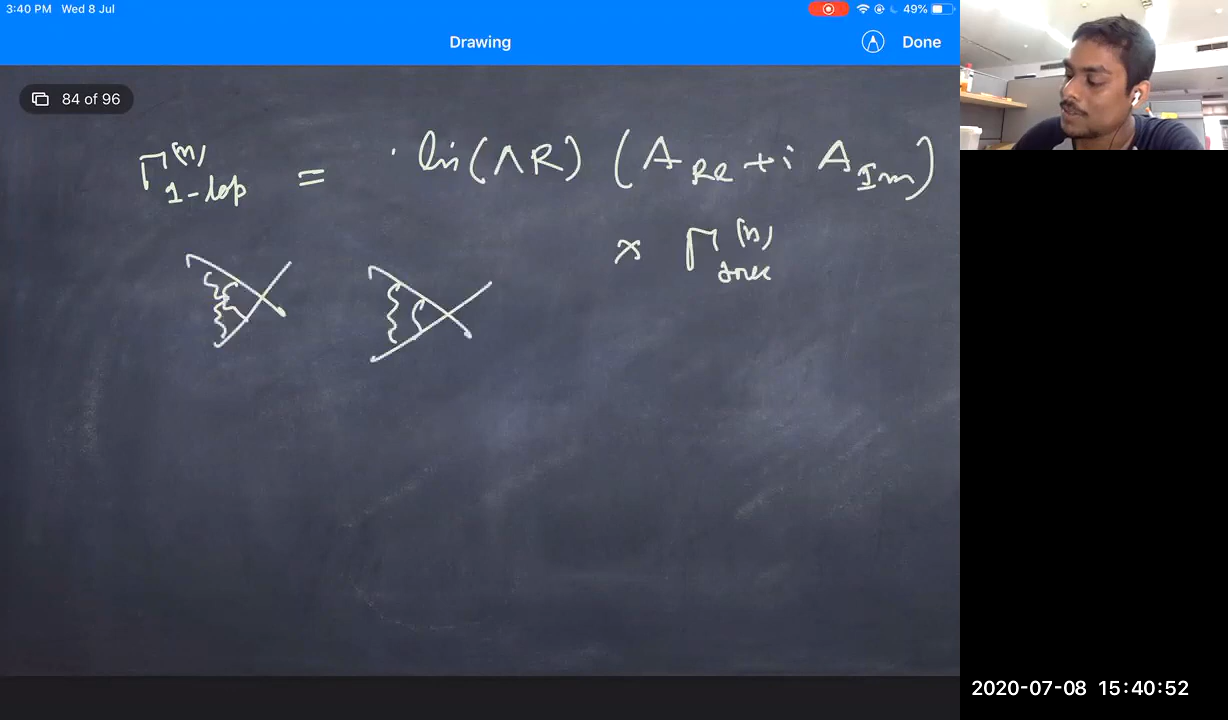 3:40 PM Wed 8 Jul
49%
Drawing
Done
84 of 96
Γ^(n)_1-lop = ln(ΛR) (A_Re + i A_Im)
× Γ^(n)_tree
2020-07-08 15:40:52